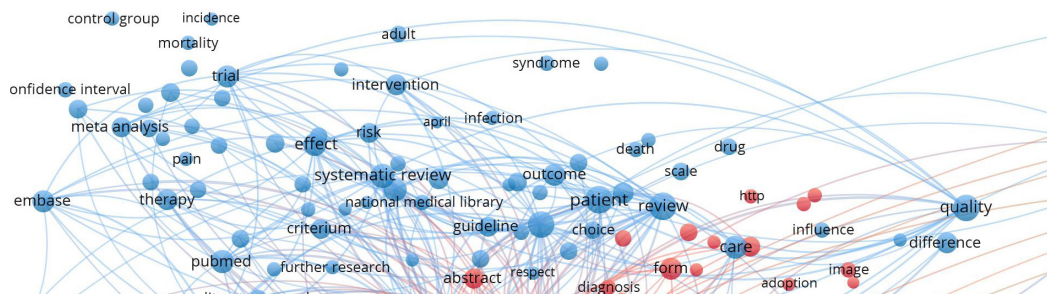 control group
incidence
adult
mortality
syndrome
trial
intervention
onfidence interval
infection
april
meta analysis
risk
effect
death
drug
pain
scale
systematic review
outcome
http
embase
therapy
national medical library
patient
review
quality
guideline
criterium
choice
influence
care
difference
pubmed
further research
abstract
respect
form
image
diagnosis
adoption